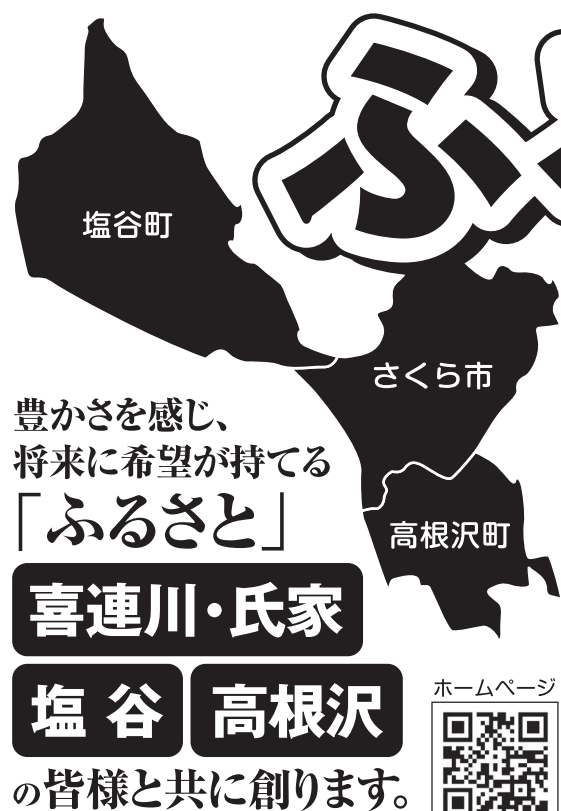 ふ
塩谷町
さくら市
高根沢町
豊かさを感じ、
将来に希望が持てる
「ふるさと」
喜連川・氏家
塩谷 高根沢
の皆様と共に創ります。
ホームページ